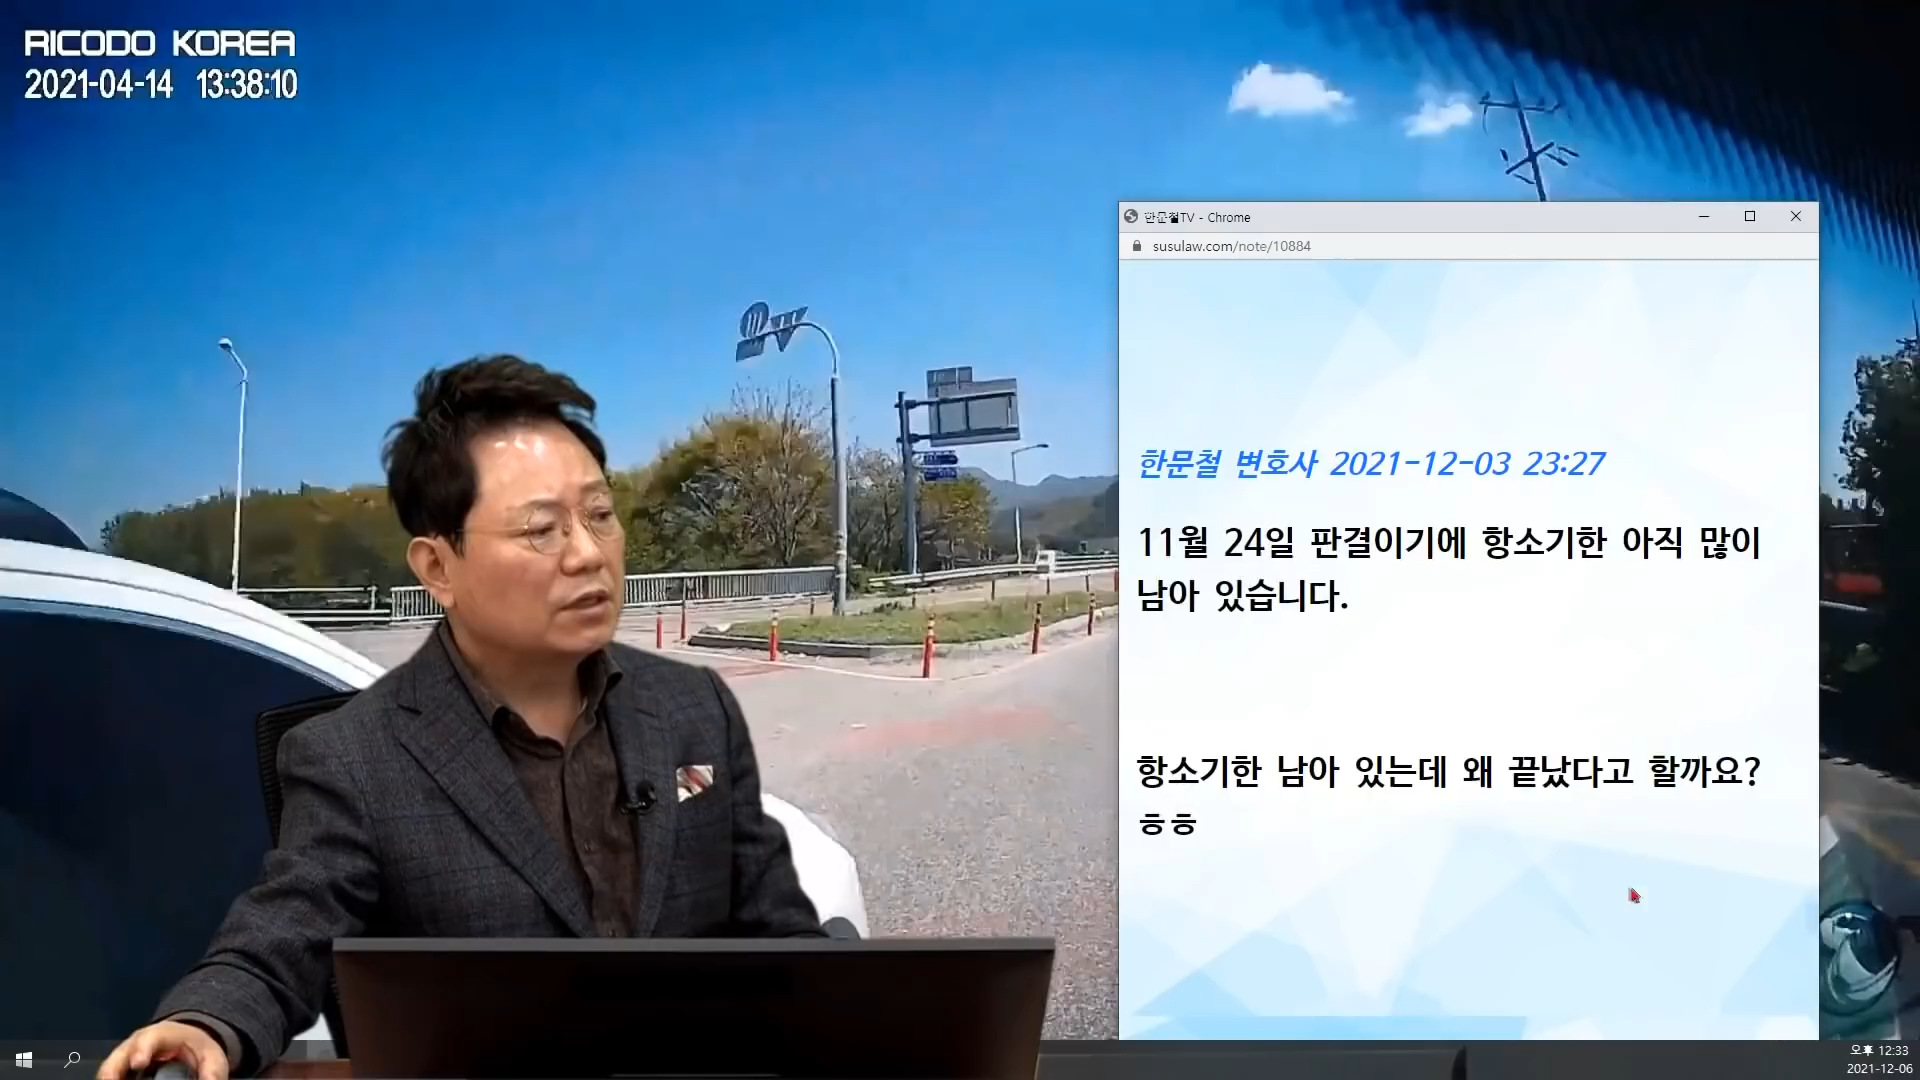 RICODO KOREA
2021-04-14 13:38:10
한문철TV - Chrome
susulaw.com/note/10884
한문철 변호사 2021-12-03 23:27
11월 24일 판결이기에 항소기한 아직 많이
남아 있습니다.
항소기한 남아 있는데 왜 끝났다고 할까요?
ㅎㅎ
오후 12:33
2021-12-06